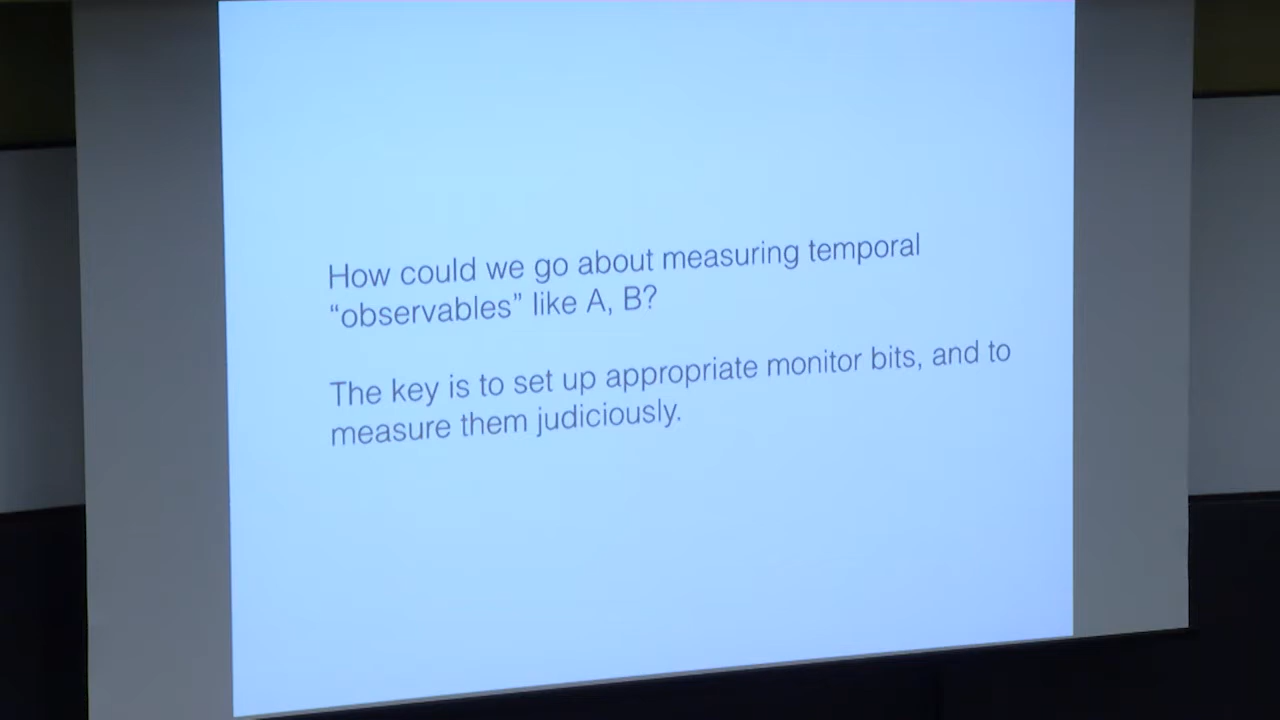 How could we go about measuring temporal
“observables” like A, B?
The key is to set up appropriate monitor bits, and to
measure them judiciously.